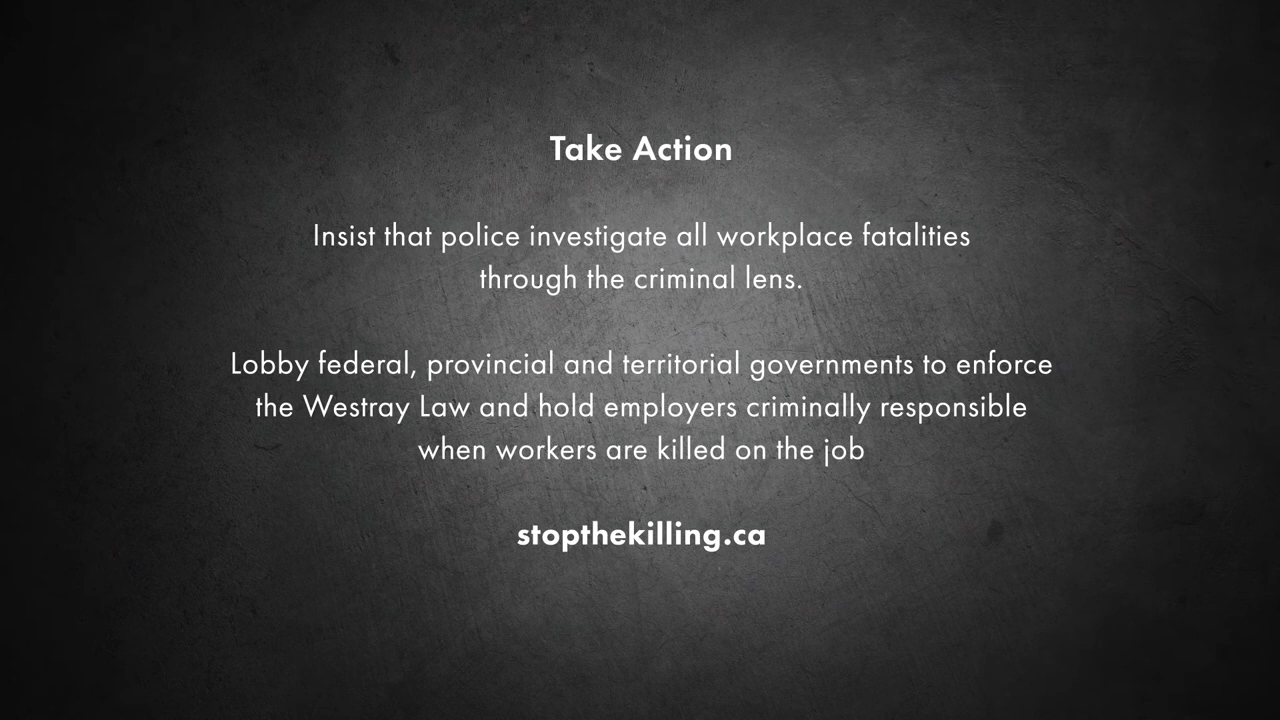 Take Action
Insist that police investigate all workplace fatalities
through the criminal lens.
Lobby federal, provincial and territorial governments to enforce
the Westray Law and hold employers criminally responsible
when workers are killed on the job
stopthekilling.ca